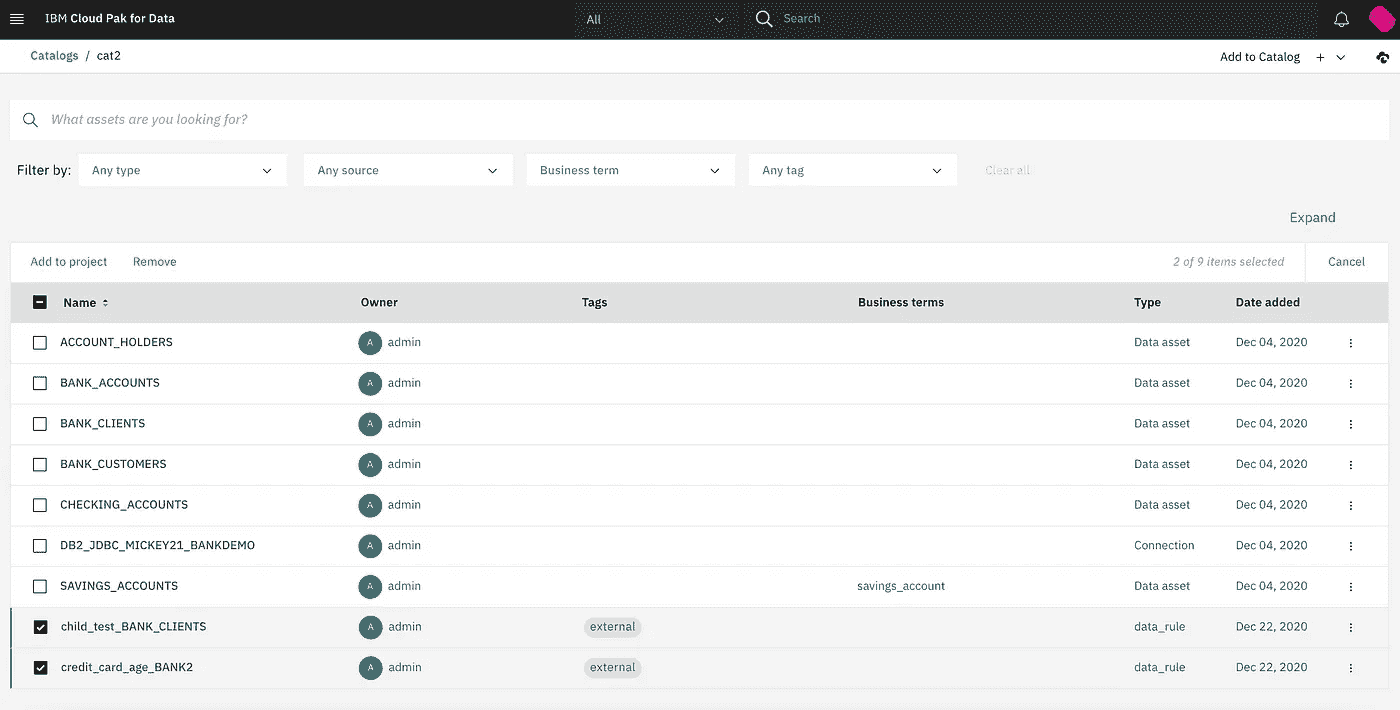 IBM Cloud Pak for Data All Search
Catalogs / cat2 Add to Catalog +
What assets are you looking for?
Filter by: Any type Any source Business term Any tag Clear all
Expand
Add to project Remove 2 of 9 items selected Cancel
Name Owner Tags Business terms Type Date added
ACCOUNT_HOLDERS A admin Data asset Dec 04, 2020
BANK_ACCOUNTS A admin Data asset Dec 04, 2020
BANK_CLIENTS A admin Data asset Dec 04, 2020
BANK_CUSTOMERS A admin Data asset Dec 04, 2020
CHECKING_ACCOUNTS A admin Data asset Dec 04, 2020
DB2_JDBC_MICKEY21_BANKDEMO A admin Connection Dec 04, 2020
SAVINGS_ACCOUNTS A admin savings_account Data asset Dec 04, 2020
child_test_BANK_CLIENTS A admin external data_rule Dec 22, 2020
credit_card_age_BANK2 A admin external data_rule Dec 22, 2020